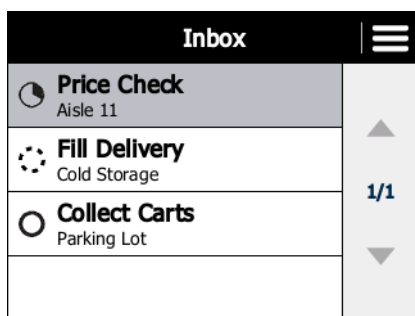 Inbox
Price Check
Aisle 11
Fill Delivery
Cold Storage
1/1
Collect Carts
Parking Lot